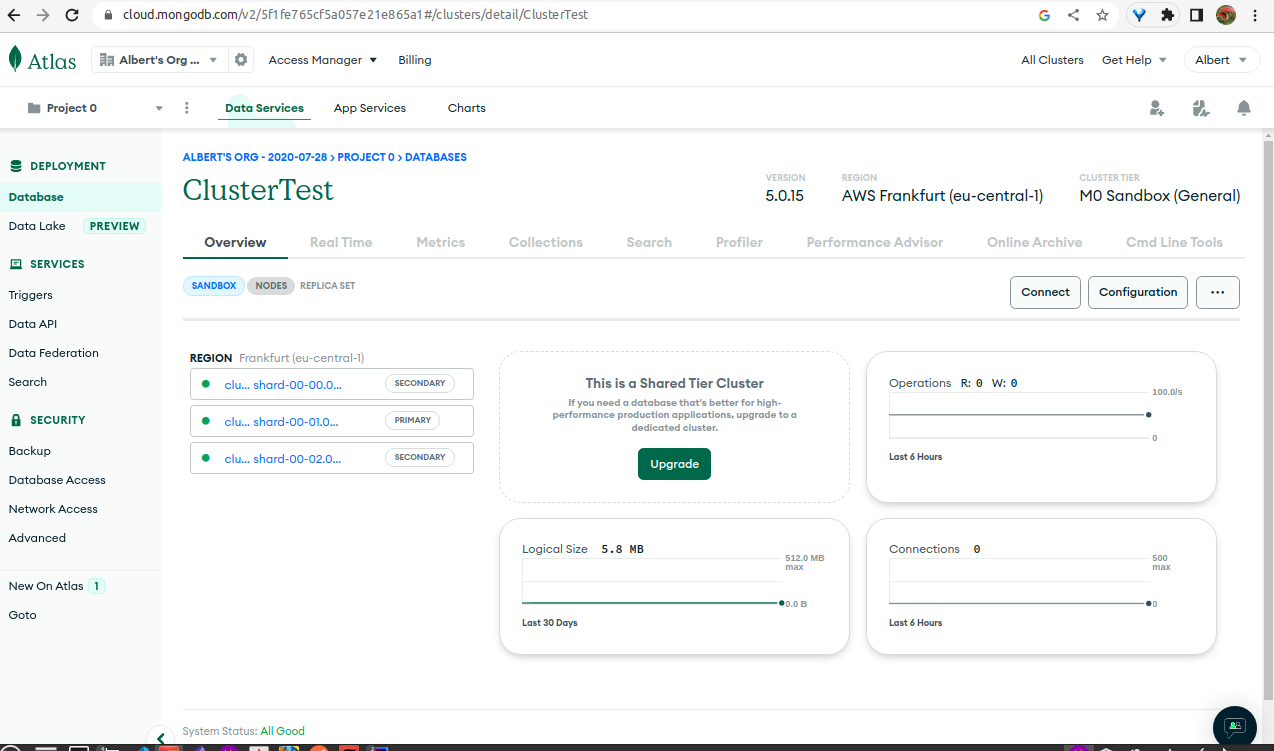 cloud.mongodb.com/v2/5f1fe765cf5a057e21e865a1#/clusters/detail/ClusterTest
Atlas
Albert's Org ...
Access Manager
Billing
All Clusters
Get Help
Albert
Project 0
Data Services
App Services
Charts
DEPLOYMENT
Database
Data Lake PREVIEW
SERVICES
Triggers
Data API
Data Federation
Search
SECURITY
Backup
Database Access
Network Access
Advanced
New On Atlas 1
Goto
ALBERT'S ORG - 2020-07-28 > PROJECT 0 > DATABASES
ClusterTest
VERSION
5.0.15
REGION
AWS Frankfurt (eu-central-1)
CLUSTER TIER
M0 Sandbox (General)
Overview
Real Time
Metrics
Collections
Search
Profiler
Performance Advisor
Online Archive
Cmd Line Tools
SANDBOX
NODES
REPLICA SET
Connect
Configuration
...
REGION Frankfurt (eu-central-1)
clu... shard-00-00.0... SECONDARY
clu... shard-00-01.0... PRIMARY
clu... shard-00-02.0... SECONDARY
This is a Shared Tier Cluster
If you need a database that's better for high-
performance production applications, upgrade to a
dedicated cluster.
Upgrade
Operations R: 0 W: 0
100.0/s
0
Last 6 Hours
Logical Size 5.8 MB
512.0 MB
max
0.0 B
Last 30 Days
Connections 0
500
max
0
Last 6 Hours
System Status: All Good